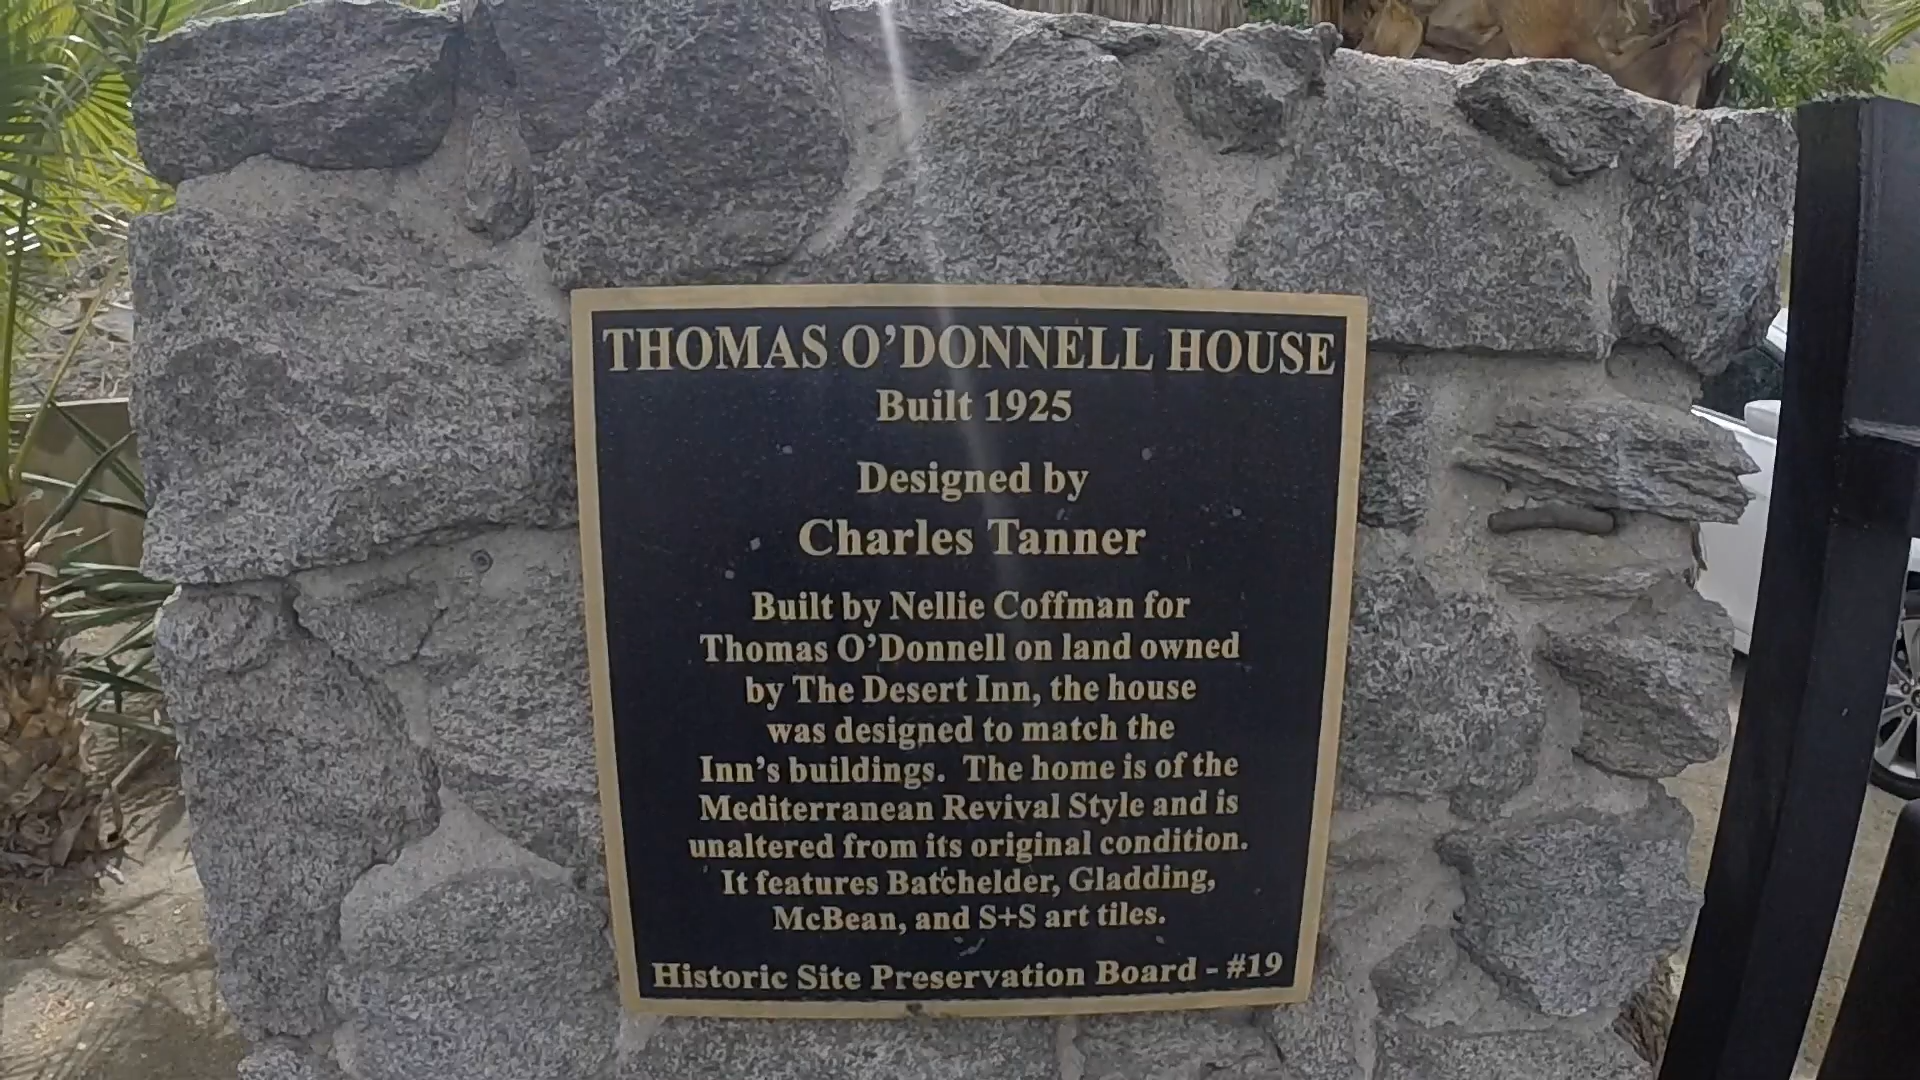 THOMAS O'DONNELL HOUSE
Built 1925
Designed by
Charles Tanner
Built by Nellie Coffman for
Thomas O'Donnell on land owned
by The Desert Inn, the house
was designed to match the
Inn's buildings. The home is of the
Mediterranean Revival Style and is
unaltered from its original condition.
It features Batchelder, Gladding,
McBean, and S+S art tiles.
Historic Site Preservation Board - #19